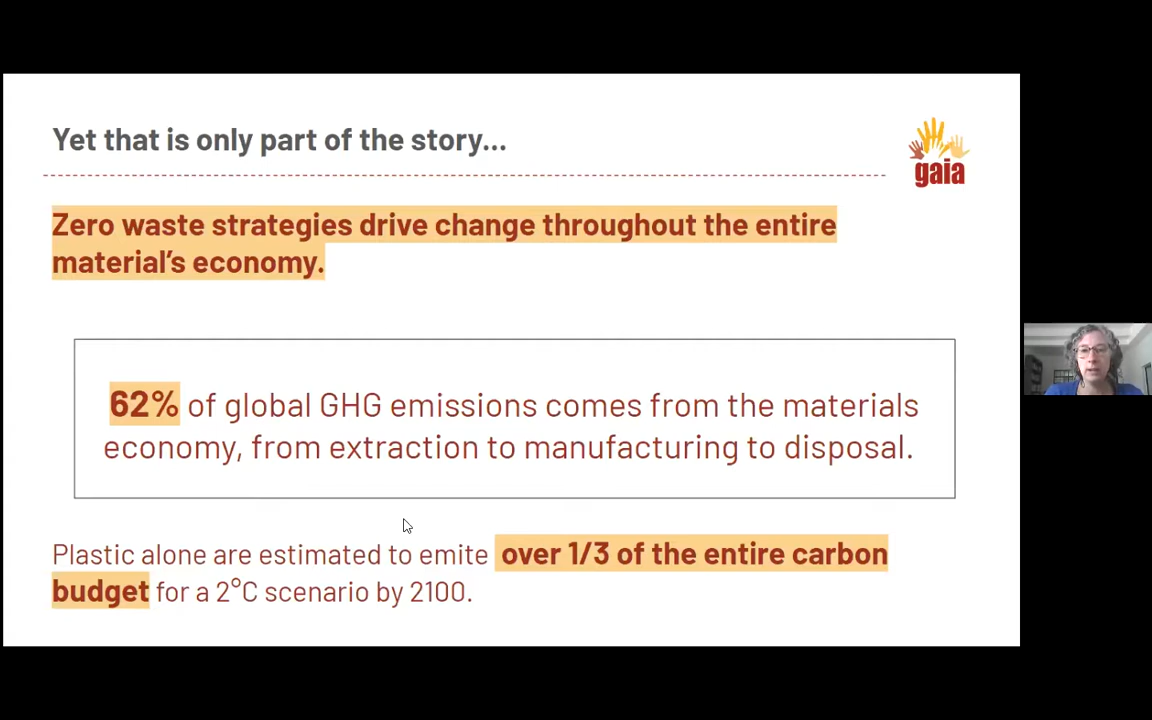 Yet that is only part of the story...
gaia
Zero waste strategies drive change throughout the entire
material's economy.
62% of global GHG emissions comes from the materials
economy, from extraction to manufacturing to disposal.
Plastic alone are estimated to emite over 1/3 of the entire carbon
budget for a 2°C scenario by 2100.